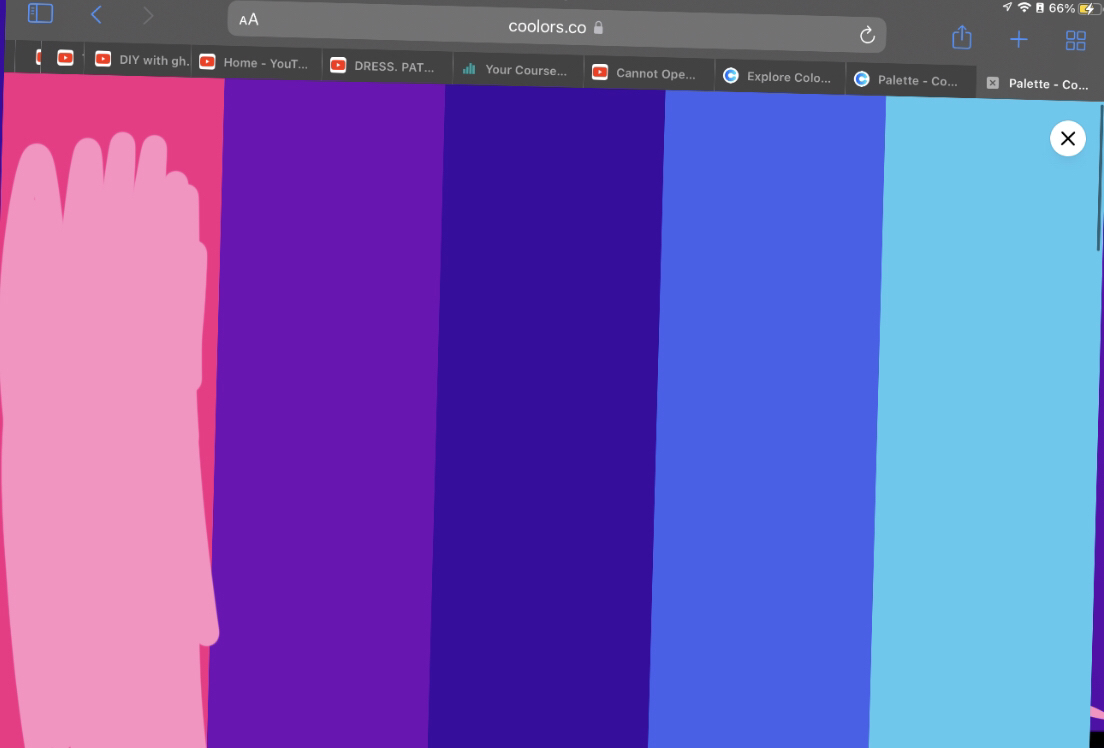 66%
AA
coolors.co
DIY with gh.
Home - YouT...
DRESS. PAT...
Your Course...
Cannot Ope...
Explore Colo...
Palette - Co...
Palette - Co...